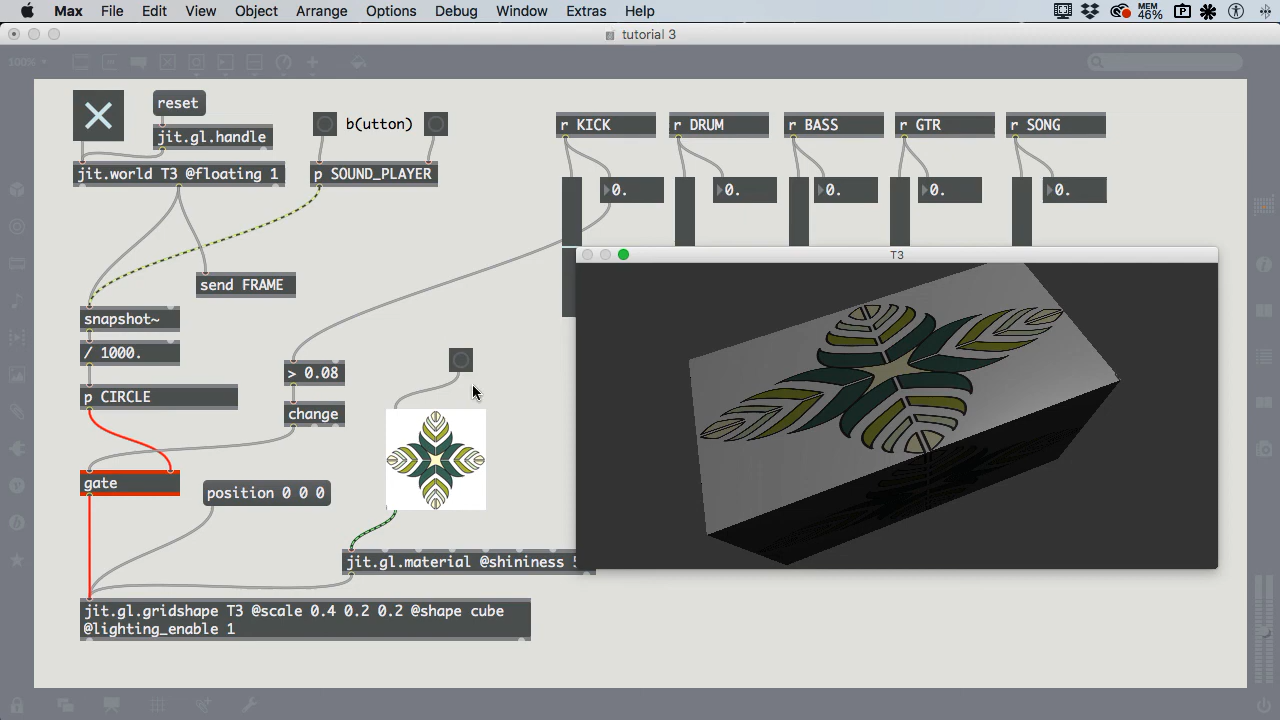 Max File Edit View Object Arrange Options Debug Window Extras Help MEM 46%
tutorial 3
100%
reset
b(utton)
r KICK r DRUM r BASS r GTR r SONG
jit.gl.handle
jit.world T3 @floating 1
p SOUND_PLAYER
0. 0. 0. 0. 0.
T3
send FRAME
snapshot~
/ 1000.
> 0.08
p CIRCLE
change
gate
position 0 0 0
jit.gl.material @shininess
jit.gl.gridshape T3 @scale 0.4 0.2 0.2 @shape cube
@lighting_enable 1